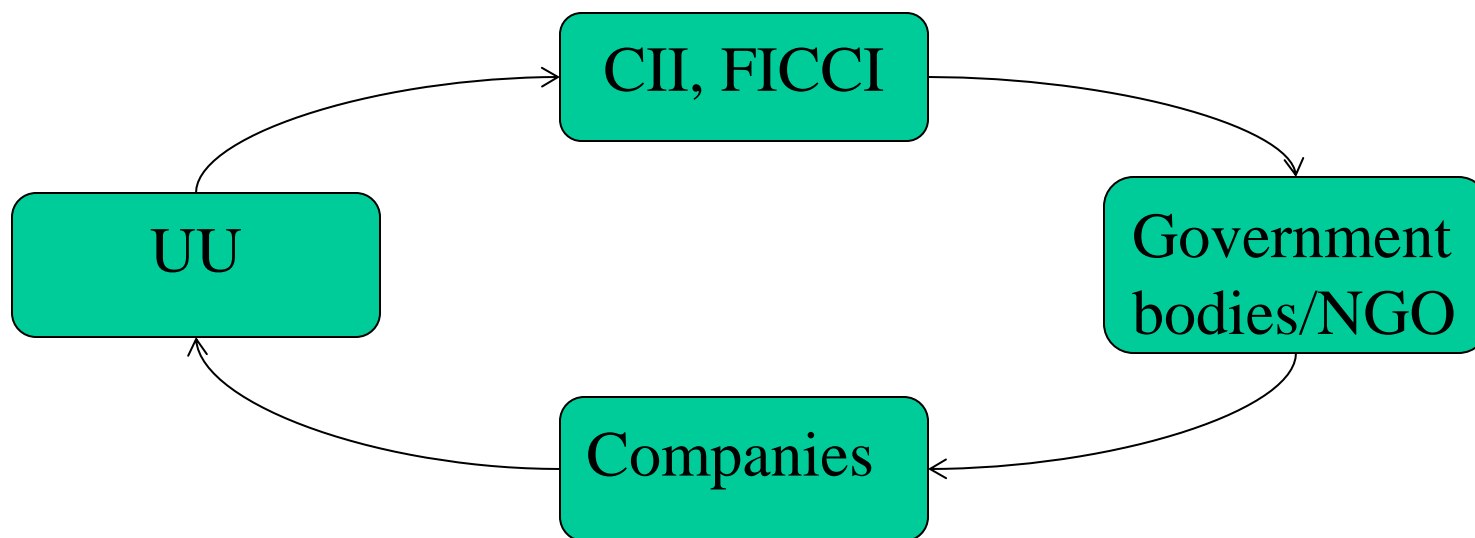 CII, FICCI
UU
Government
bodies/NGO
Companies